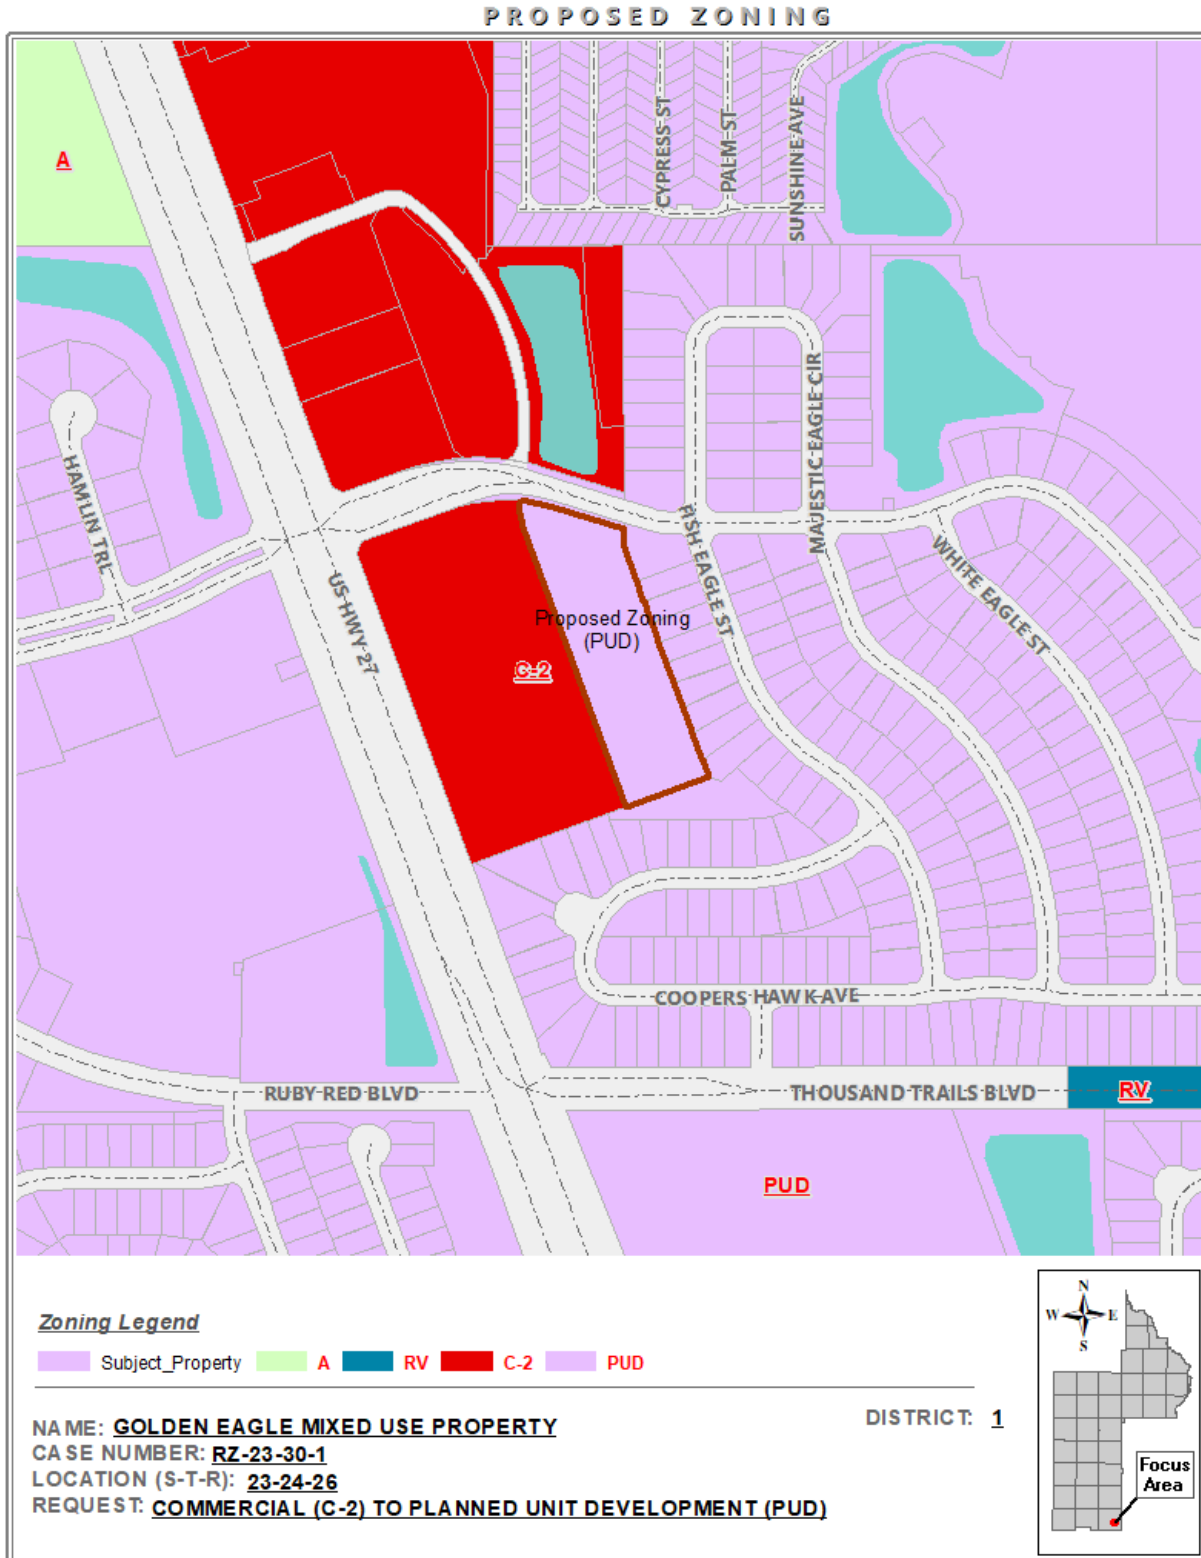 PROPOSED ZONING
CYPRESS ST
PALM ST
SUNSHINE AVE
A
MAJESTIC EAGLE CIR
HAMLIN TRL
FISH EAGLE ST
WHITE EAGLE ST
US HWY 27
Proposed Zoning
(PUD)
C-2
COOPERS HAWK AVE
RUBY RED BLVD
THOUSAND TRAILS BLVD
RV
PUD
Zoning Legend
Subject_Property A RV C-2 PUD
NAME: GOLDEN EAGLE MIXED USE PROPERTY
DISTRICT: 1
CASE NUMBER: RZ-23-30-1
LOCATION (S-T-R): 23-24-26
REQUEST: COMMERCIAL (C-2) TO PLANNED UNIT DEVELOPMENT (PUD)
N
W E
S
Focus
Area